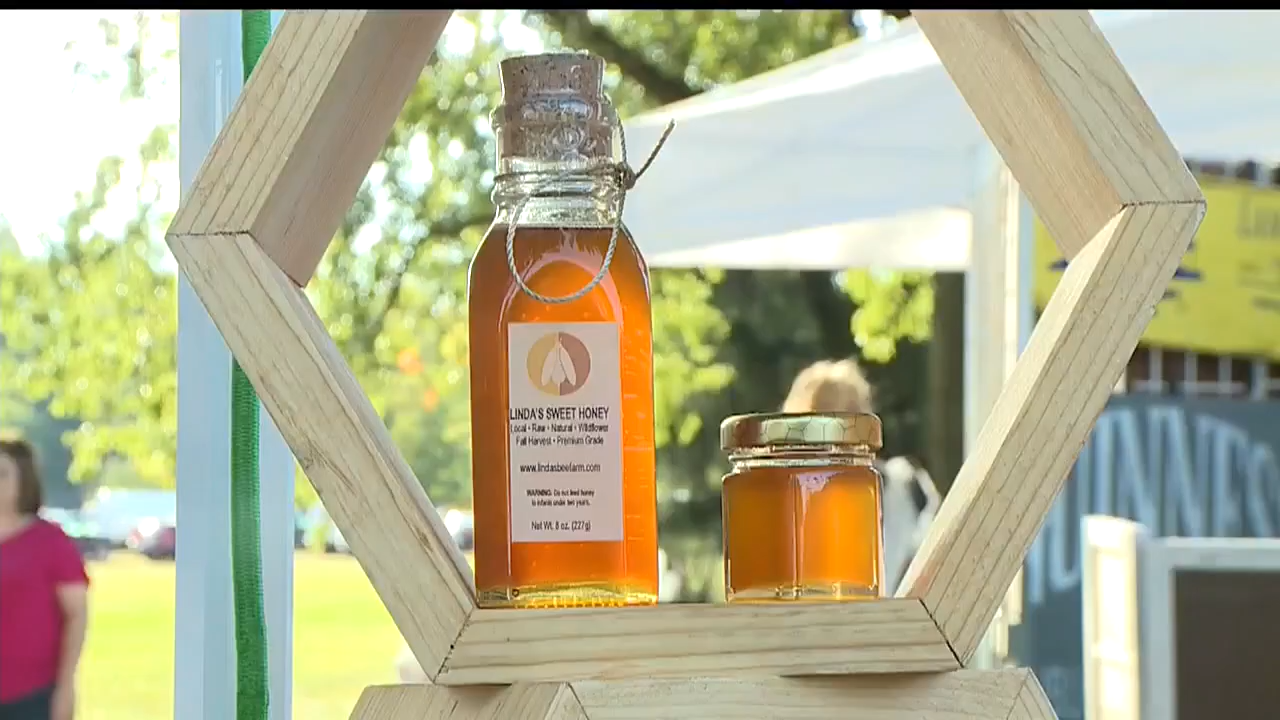 LINDA'S SWEET HONEY
Local • Raw • Natural • Wildflower
Fall Harvest • Premium Grade
www.lindasbeefarm.com
WARNING: Do not feed honey
to infants under two years.
Net Wt. 8 oz. (227g)